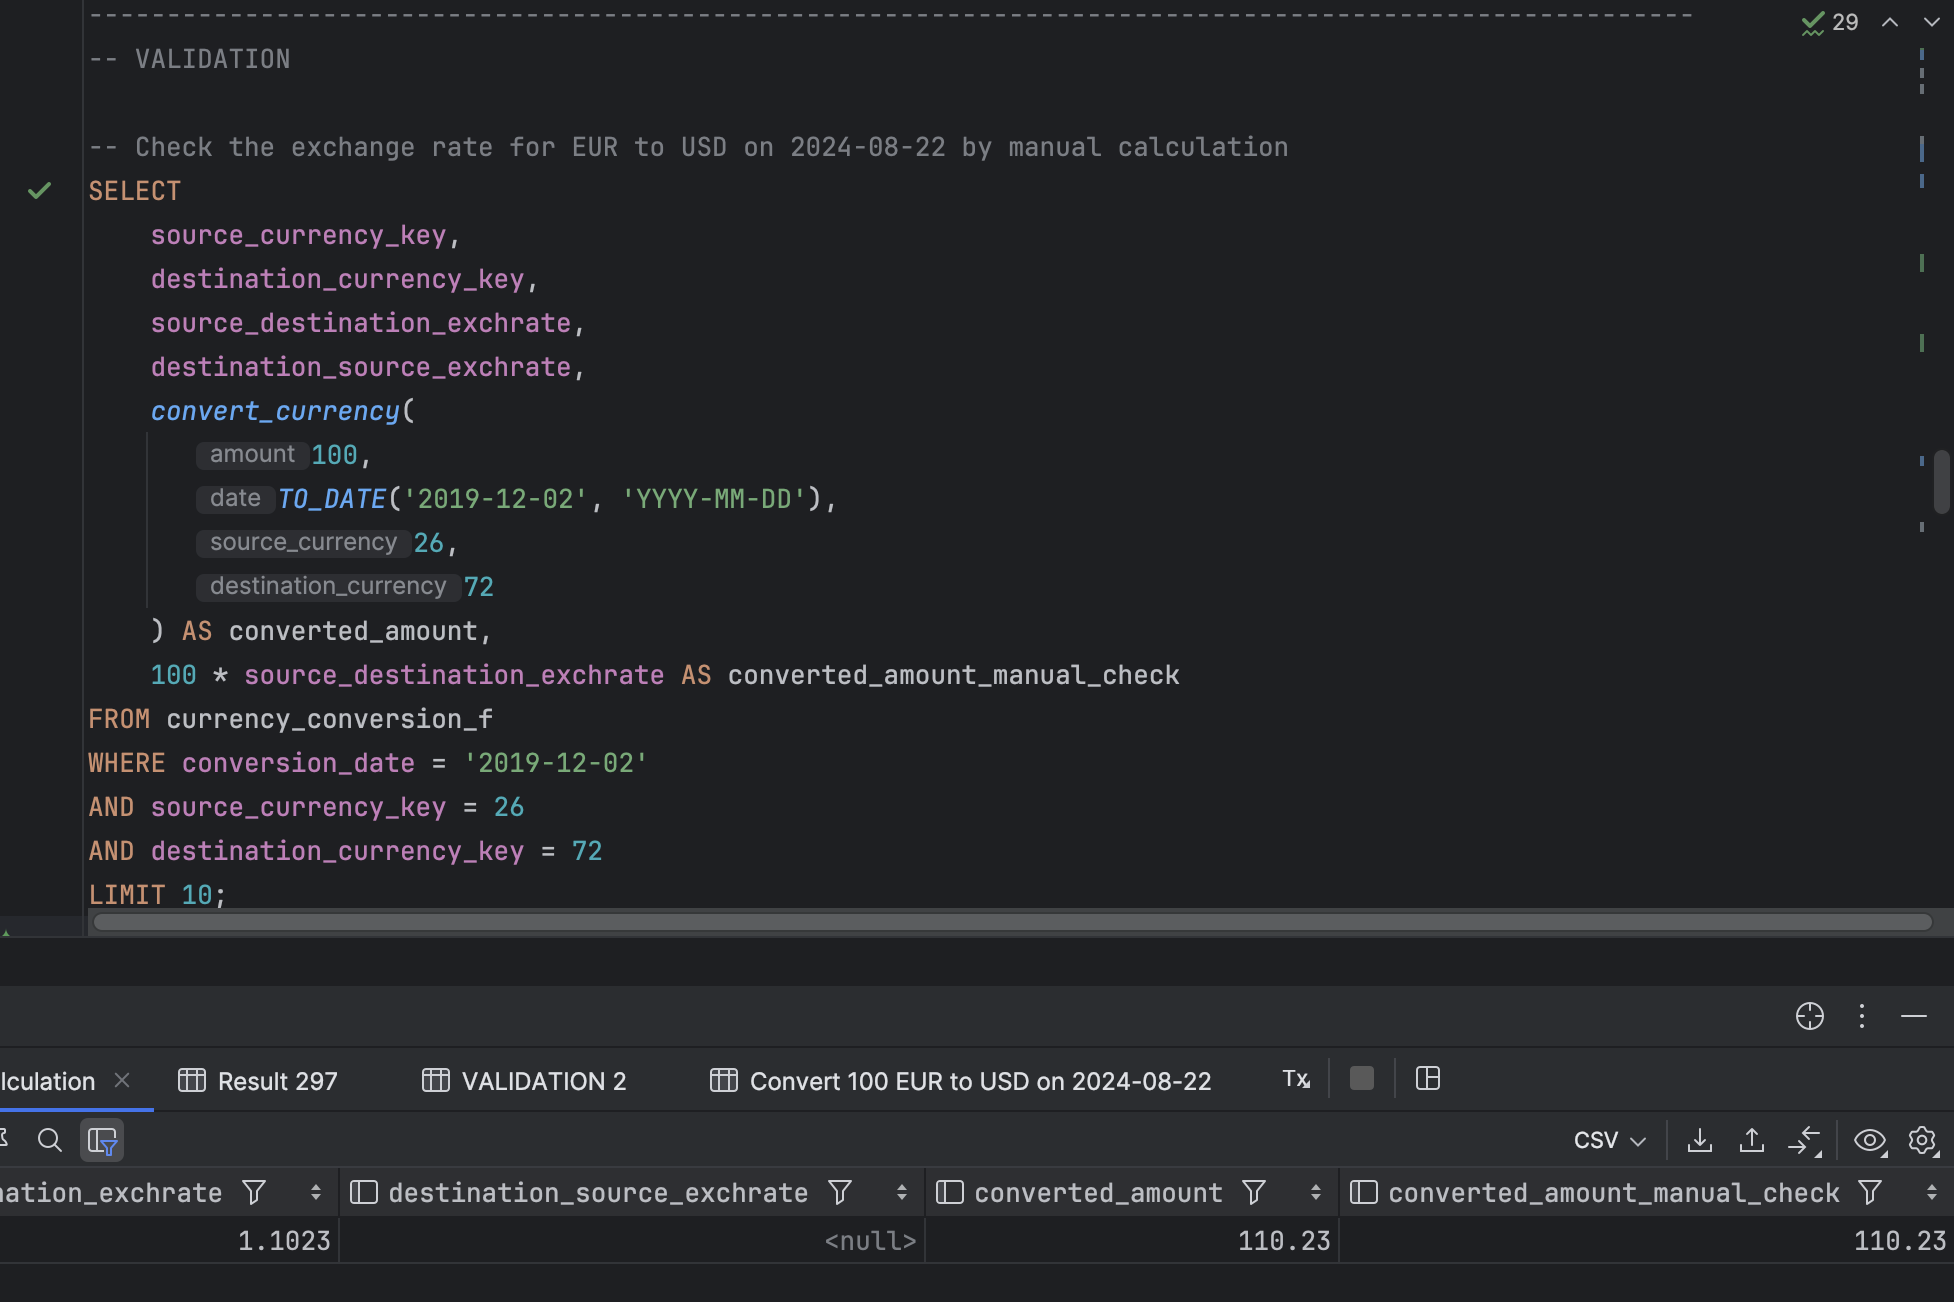 --------------------------------------------------------------------------------------------------------
29
-- VALIDATION
-- Check the exchange rate for EUR to USD on 2024-08-22 by manual calculation
SELECT
source_currency_key,
destination_currency_key,
source_destination_exchrate,
destination_source_exchrate,
convert_currency(
amount 100,
date TO_DATE('2019-12-02', 'YYYY-MM-DD'),
source_currency 26,
destination_currency 72
) AS converted_amount,
100 * source_destination_exchrate AS converted_amount_manual_check
FROM currency_conversion_f
WHERE conversion_date = '2019-12-02'
AND source_currency_key = 26
AND destination_currency_key = 72
LIMIT 10;
lculation Result 297 VALIDATION 2 Convert 100 EUR to USD on 2024-08-22 Tx
CSV
nation_exchrate destination_source_exchrate converted_amount converted_amount_manual_check
1.1023 <null> 110.23 110.23